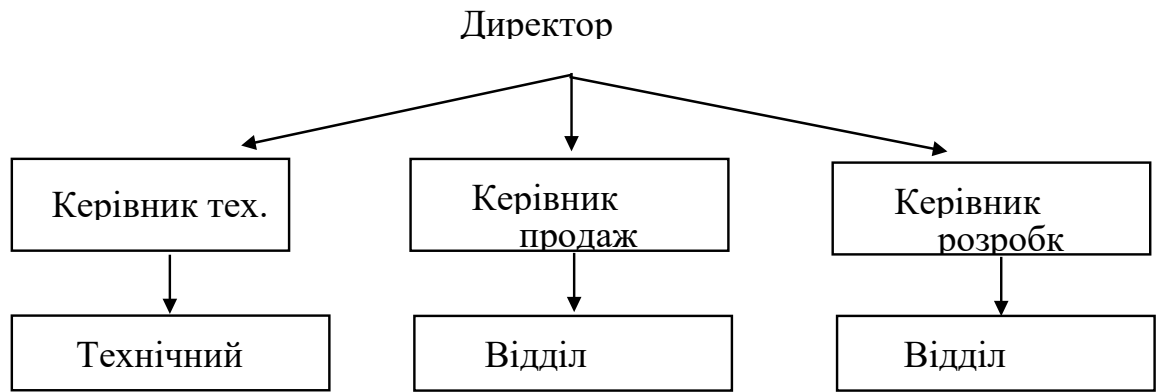 Директор
Керівник тех.
Керівник
продаж
Керівник
розробк
Технічний
Відділ
Відділ